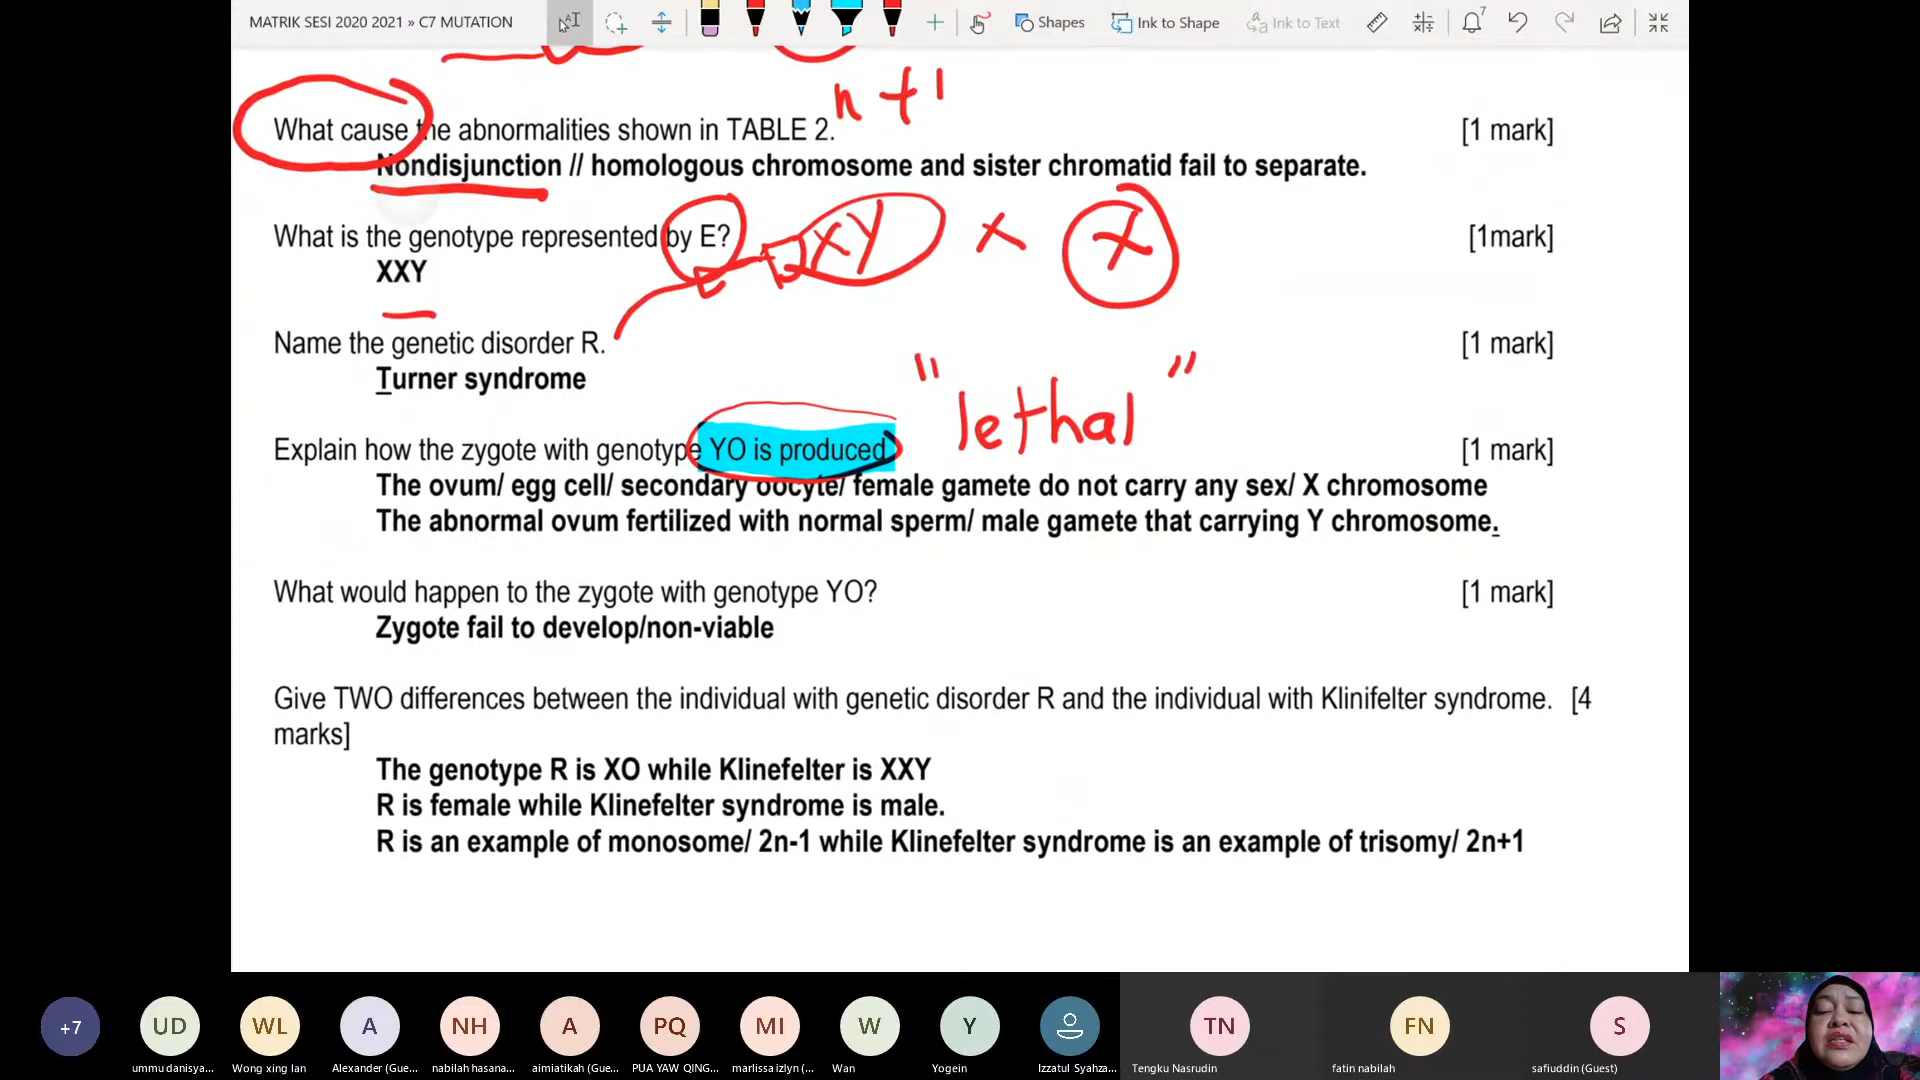 MATRIK SESI 2020 2021 » C7 MUTATION
Shapes
Ink to Shape
Ink to Text
7
n + 1
What cause the abnormalities shown in TABLE 2. [1 mark]
Nondisjunction // homologous chromosome and sister chromatid fail to separate.
What is the genotype represented by E? [1mark]
XY × X
XXY
Name the genetic disorder R. [1 mark]
Turner syndrome
"lethal"
Explain how the zygote with genotype YO is produced [1 mark]
The ovum/ egg cell/ secondary oocyte/ female gamete do not carry any sex/ X chromosome
The abnormal ovum fertilized with normal sperm/ male gamete that carrying Y chromosome.
What would happen to the zygote with genotype YO? [1 mark]
Zygote fail to develop/non-viable
Give TWO differences between the individual with genetic disorder R and the individual with Klinifelter syndrome. [4
marks]
The genotype R is XO while Klinefelter is XXY
R is female while Klinefelter syndrome is male.
R is an example of monosome/ 2n-1 while Klinefelter syndrome is an example of trisomy/ 2n+1
+7 UD WL A NH A PQ MI W Y TN FN S
ummu danisya... Wong xing lan Alexander (Gue... nabilah hasana... aimiatikah (Gue... PUA YAW QING... marlissa izlyn (... Wan Yogein Izzatul Syahza... Tengku Nasrudin fatin nabilah safiuddin (Guest)